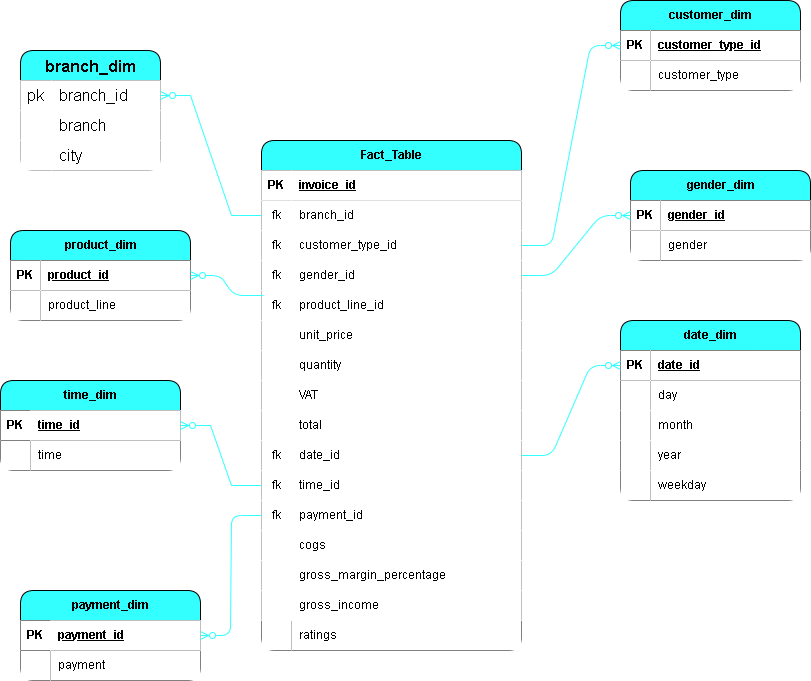 customer_dim
PK customer_type_id
customer_type
branch_dim
pk branch_id
branch
city
Fact_Table
PK invoice_id
fk branch_id
fk customer_type_id
fk gender_id
fk product_line_id
unit_price
quantity
VAT
total
fk date_id
fk time_id
fk payment_id
cogs
gross_margin_percentage
gross_income
ratings
gender_dim
PK gender_id
gender
product_dim
PK product_id
product_line
date_dim
PK date_id
day
month
year
weekday
time_dim
PK time_id
time
payment_dim
PK payment_id
payment